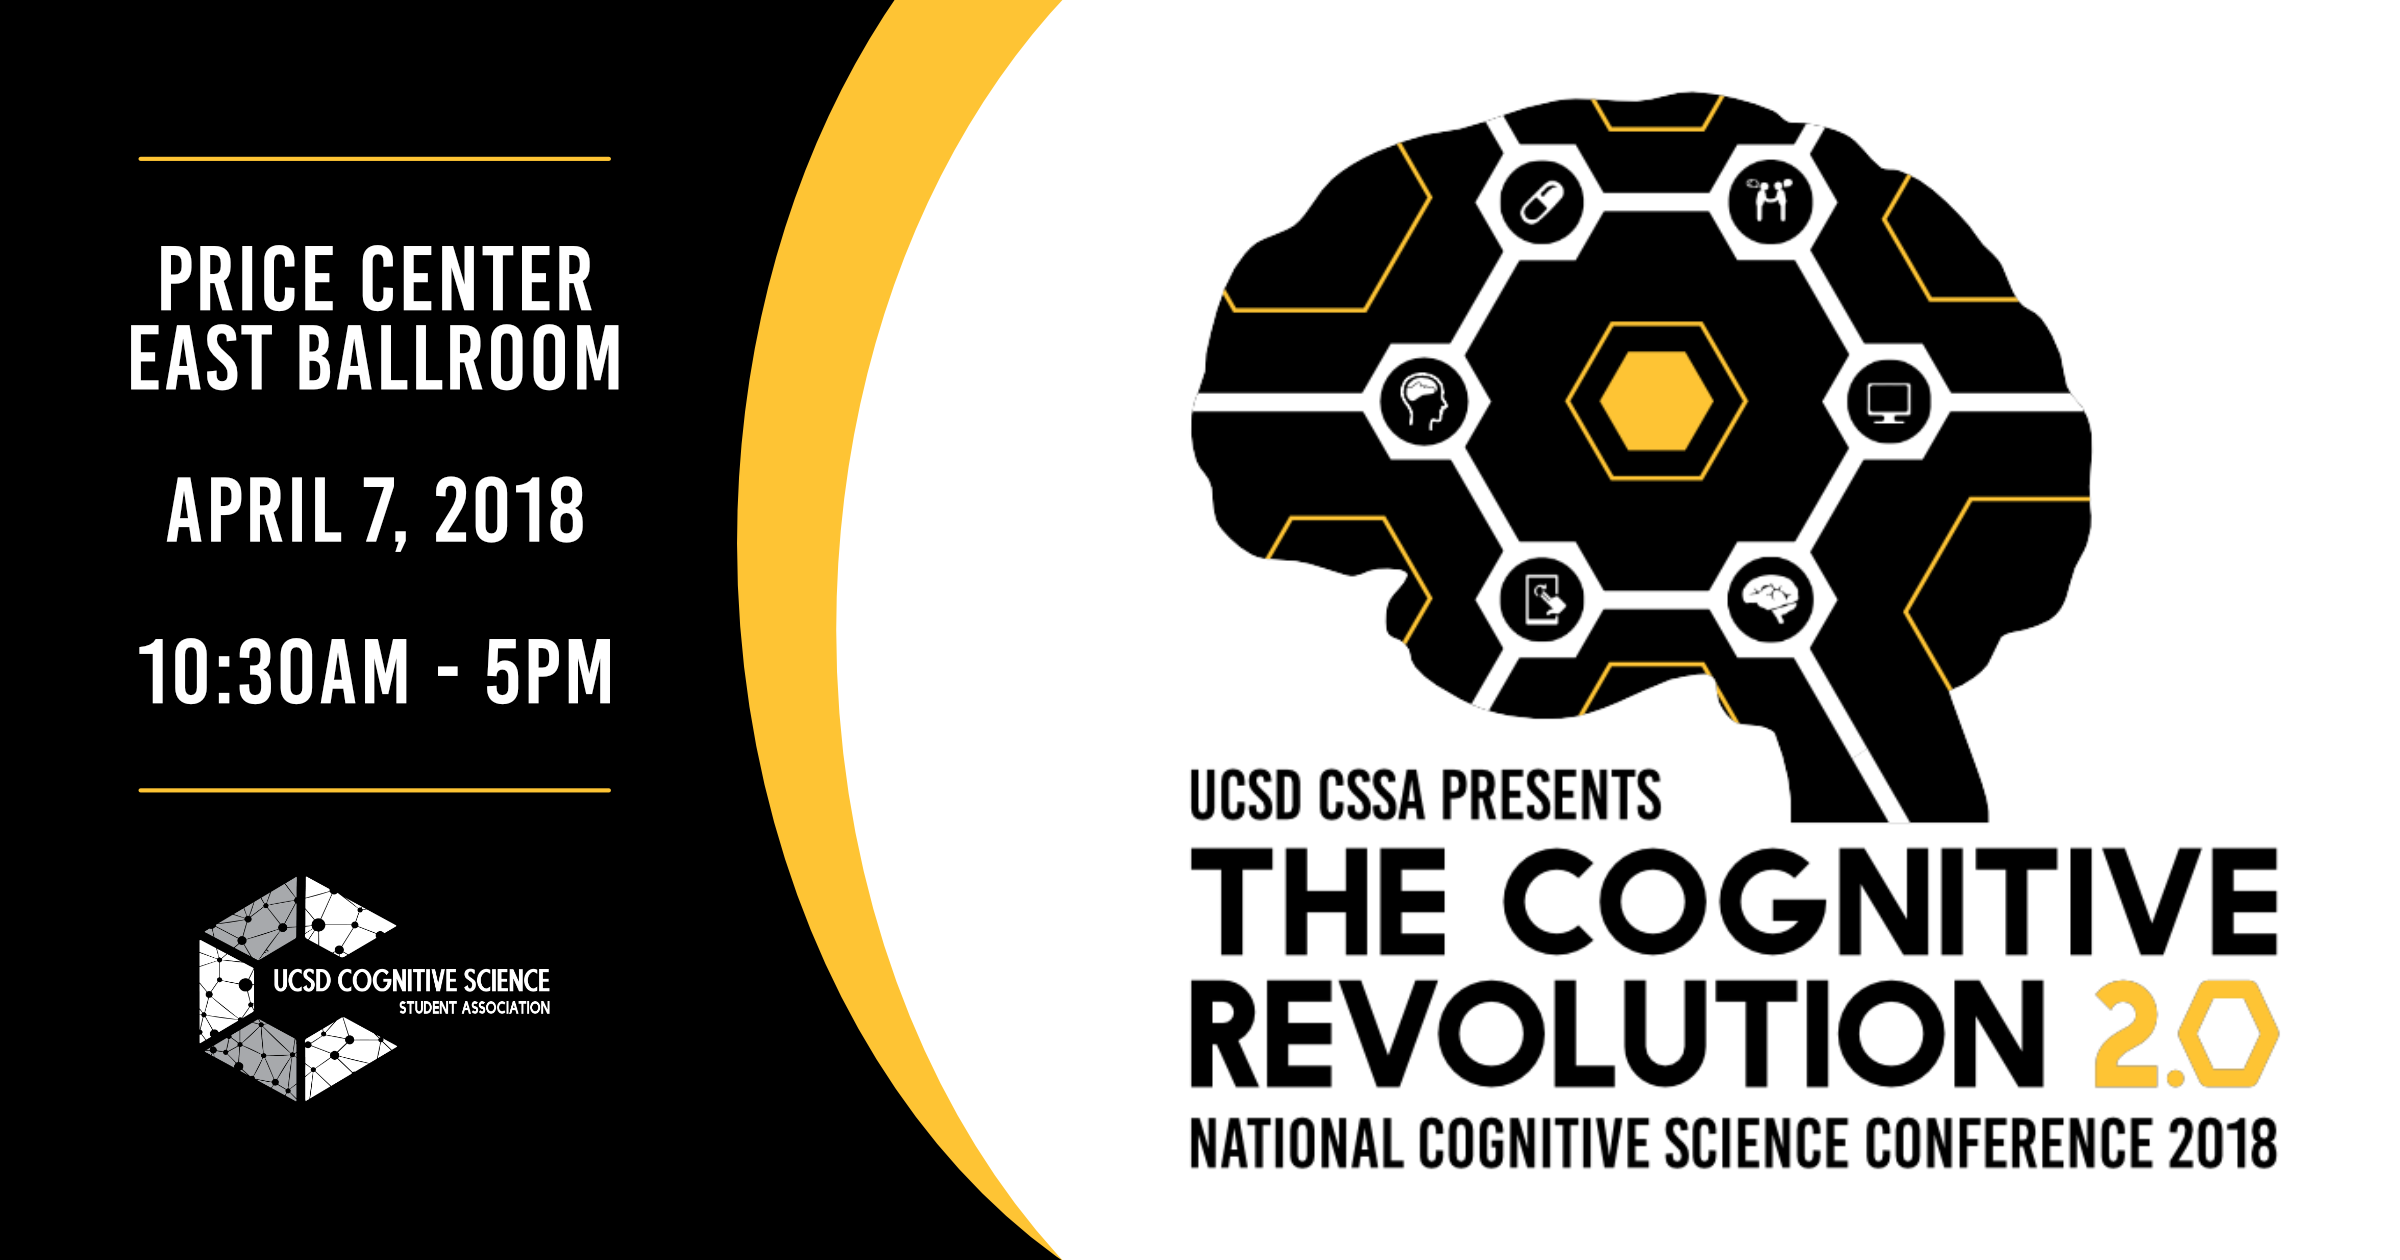 PRICE CENTER
EAST BALLROOM
APRIL 7, 2018
10:30AM - 5PM
UCSD COGNITIVE SCIENCE
STUDENT ASSOCIATION
UCSD CSSA PRESENTS
THE COGNITIVE
REVOLUTION 2.0
NATIONAL COGNITIVE SCIENCE CONFERENCE 2018